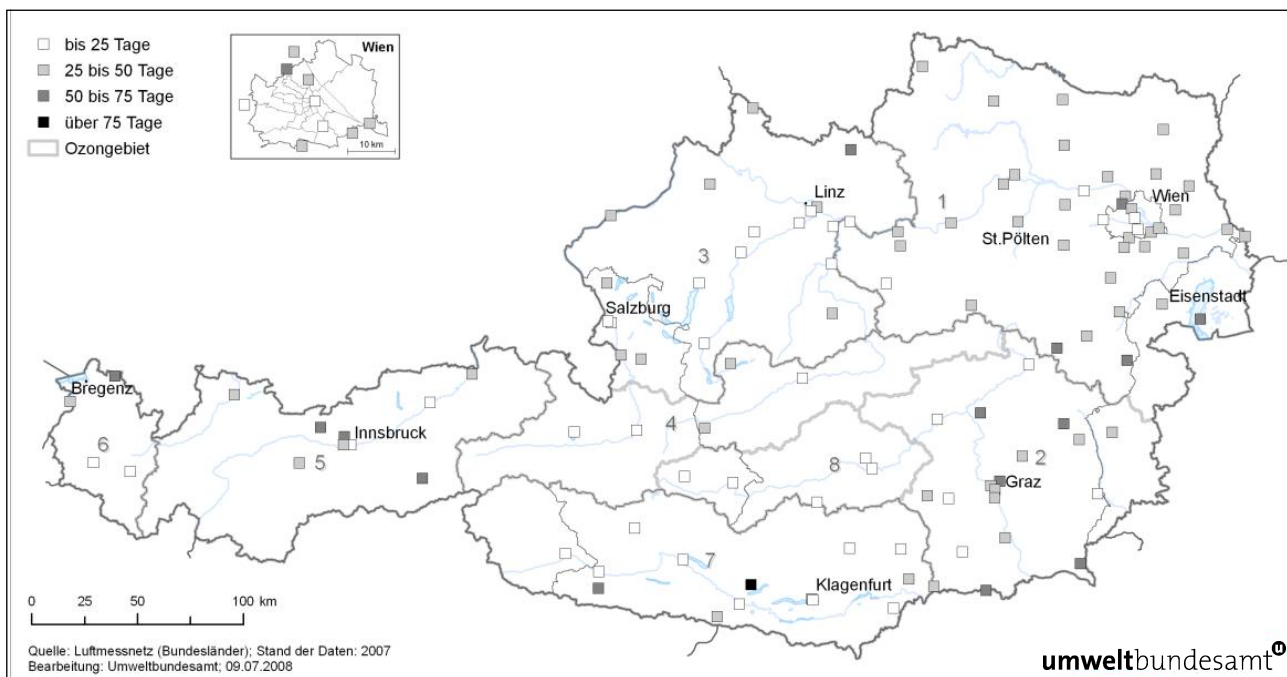 bis 25 Tage
25 bis 50 Tage
50 bis 75 Tage
über 75 Tage
Ozongebiet
Wien
10 km
Linz
1
Wien
St.Pölten
3
Salzburg
Eisenstadt
Bregenz
6
Innsbruck
5
4
8
2
Graz
7
Klagenfurt
0 25 50 100 km
Quelle: Luftmessnetz (Bundesländer); Stand der Daten: 2007
Bearbeitung: Umweltbundesamt; 09.07.2008
umweltbundesamt